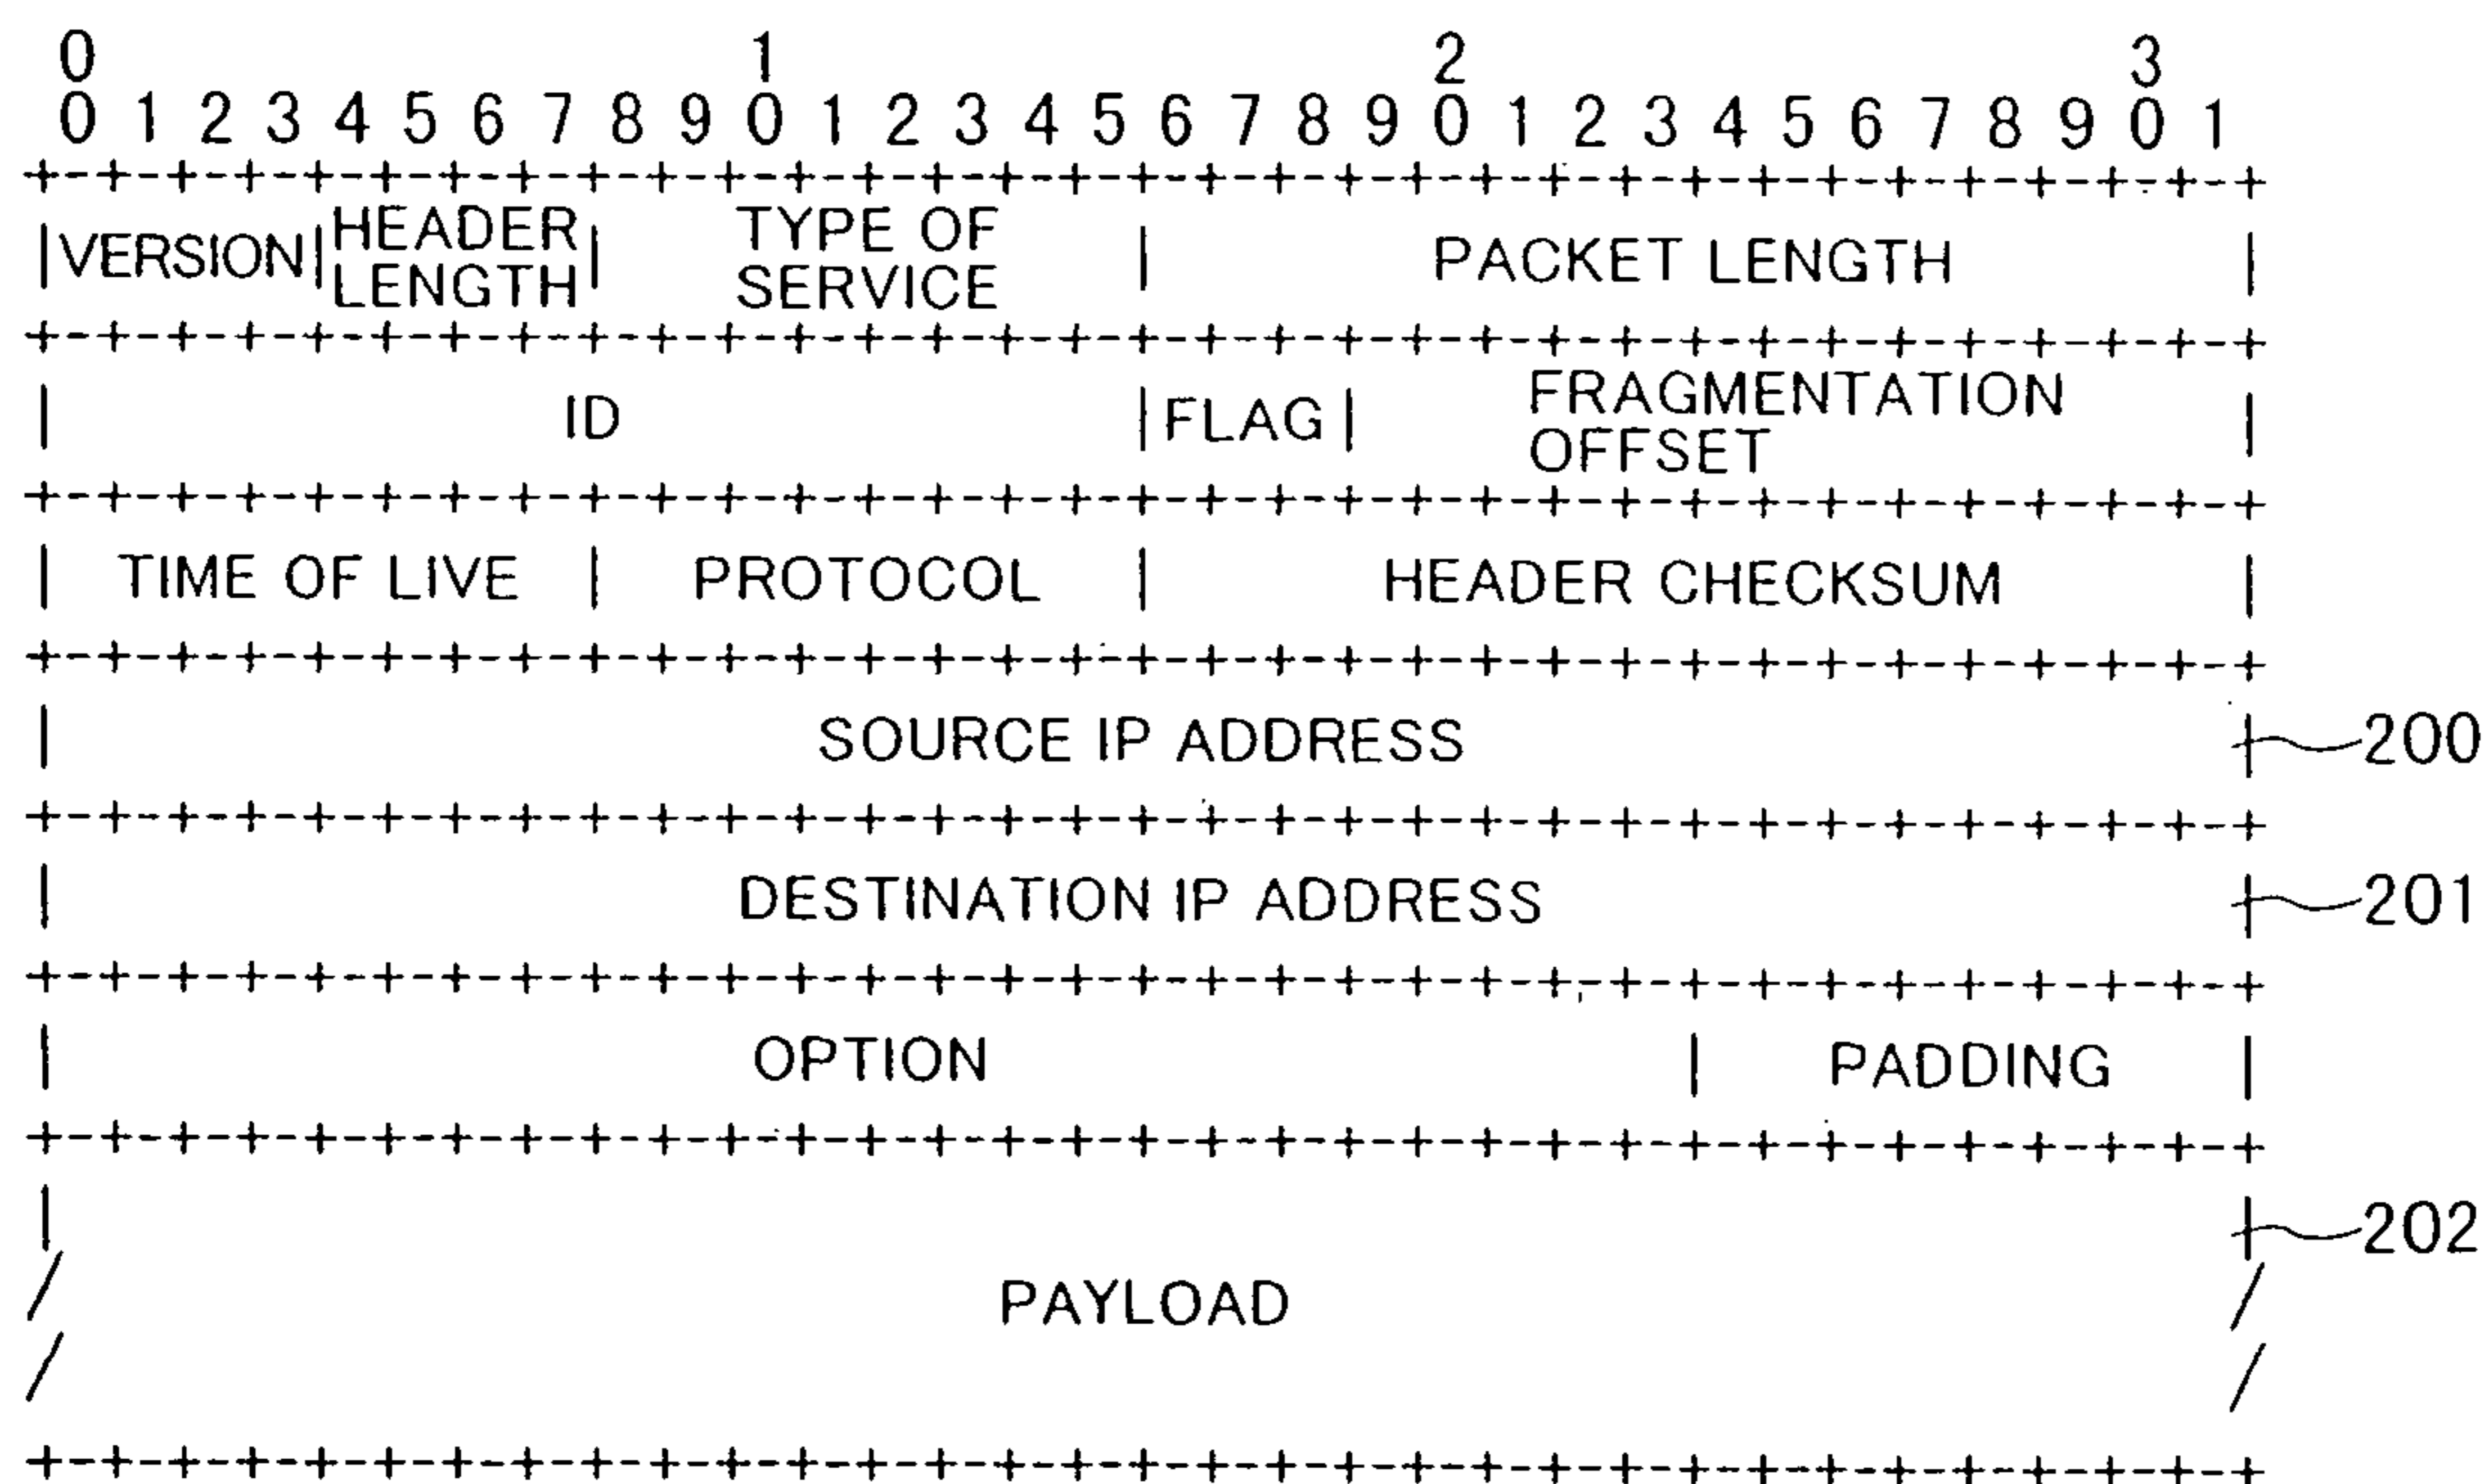 0 1 2 3
0 1 2 3 4 5 6 7 8 9 0 1 2 3 4 5 6 7 8 9 0 1 2 3 4 5 6 7 8 9 0 1
+-+-+-+-+-+-+-+-+-+-+-+-+-+-+-+-+-+-+-+-+-+-+-+-+-+-+-+-+-+-+-+-+
|VERSION|HEADER LENGTH| TYPE OF SERVICE | PACKET LENGTH |
+-+-+-+-+-+-+-+-+-+-+-+-+-+-+-+-+-+-+-+-+-+-+-+-+-+-+-+-+-+-+-+-+
| ID |FLAG| FRAGMENTATION OFFSET |
+-+-+-+-+-+-+-+-+-+-+-+-+-+-+-+-+-+-+-+-+-+-+-+-+-+-+-+-+-+-+-+-+
| TIME OF LIVE | PROTOCOL | HEADER CHECKSUM |
+-+-+-+-+-+-+-+-+-+-+-+-+-+-+-+-+-+-+-+-+-+-+-+-+-+-+-+-+-+-+-+-+
| SOURCE IP ADDRESS | 200
+-+-+-+-+-+-+-+-+-+-+-+-+-+-+-+-+-+-+-+-+-+-+-+-+-+-+-+-+-+-+-+-+
| DESTINATION IP ADDRESS | 201
+-+-+-+-+-+-+-+-+-+-+-+-+-+-+-+-+-+-+-+-+-+-+-+-+-+-+-+-+-+-+-+-+
| OPTION | PADDING |
+-+-+-+-+-+-+-+-+-+-+-+-+-+-+-+-+-+-+-+-+-+-+-+-+-+-+-+-+-+-+-+-+
| | 202
/ PAYLOAD /
/ /
+-+-+-+-+-+-+-+-+-+-+-+-+-+-+-+-+-+-+-+-+-+-+-+-+-+-+-+-+-+-+-+-+